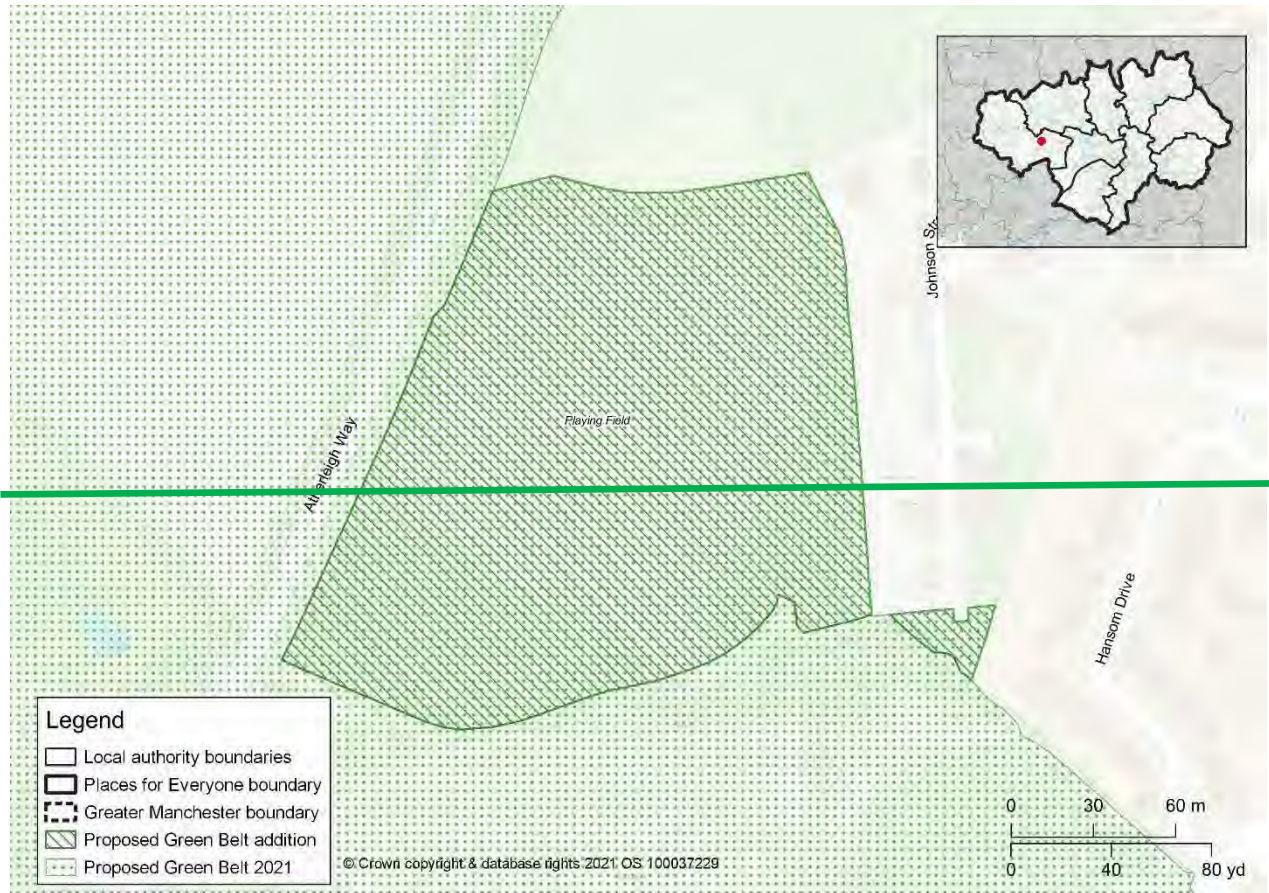 Johnson St
Playing Field
Atherleigh Way
Hansom Drive
Legend
Local authority boundaries
Places for Everyone boundary
Greater Manchester boundary
Proposed Green Belt addition
Proposed Green Belt 2021
© Crown copyright & database rights 2021 OS 100037229
0 30 60 m
0 40 80 yd